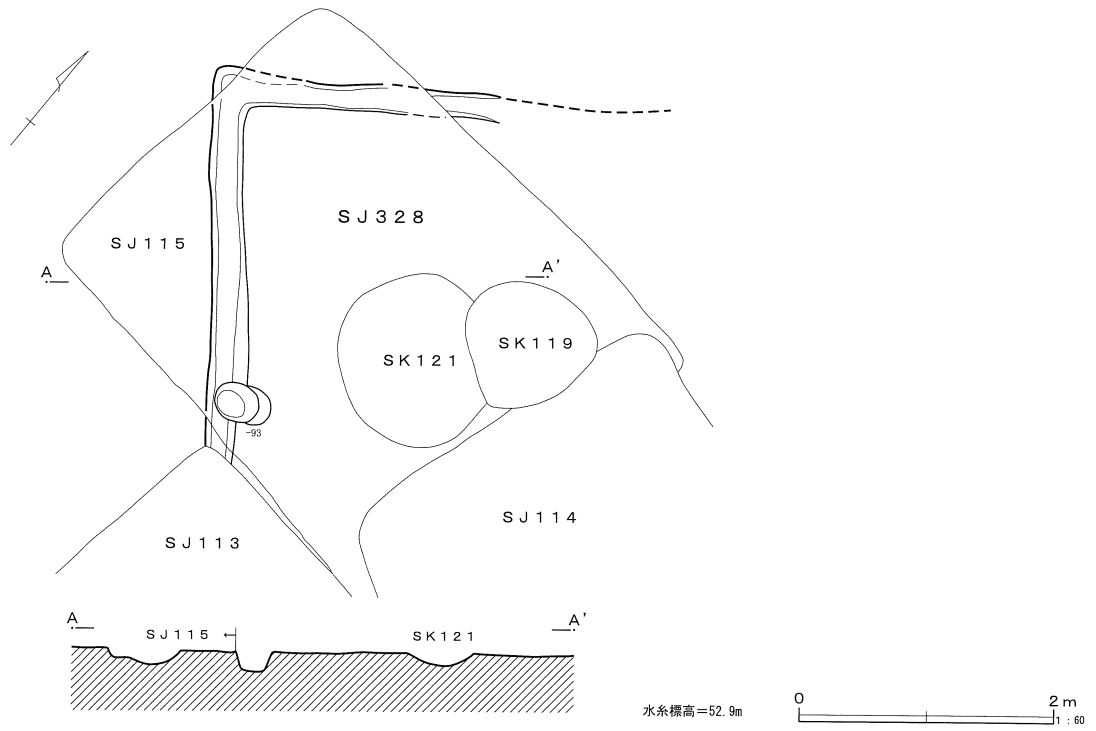 SJ328
SJ115
A
A'
SK119
SK121
-93
SJ114
SJ113
A
A'
SJ115 ←
SK121
0
2m
水糸標高=52.9m
1:60